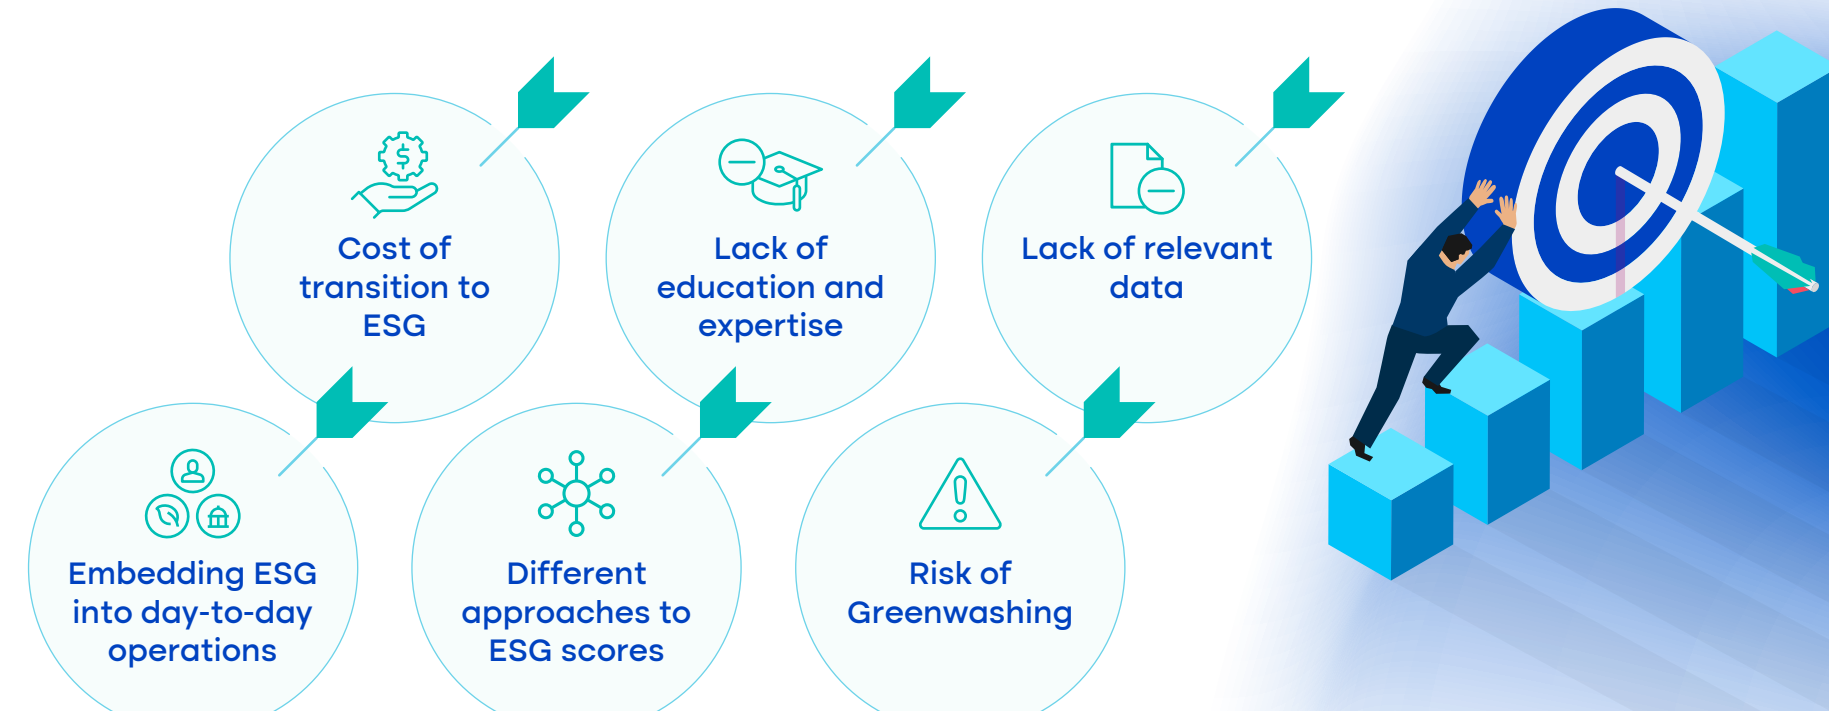 Cost of
transition to
ESG
Lack of
education and
expertise
Lack of relevant
data
Embedding ESG
into day-to-day
operations
Different
approaches to
ESG scores
Risk of
Greenwashing